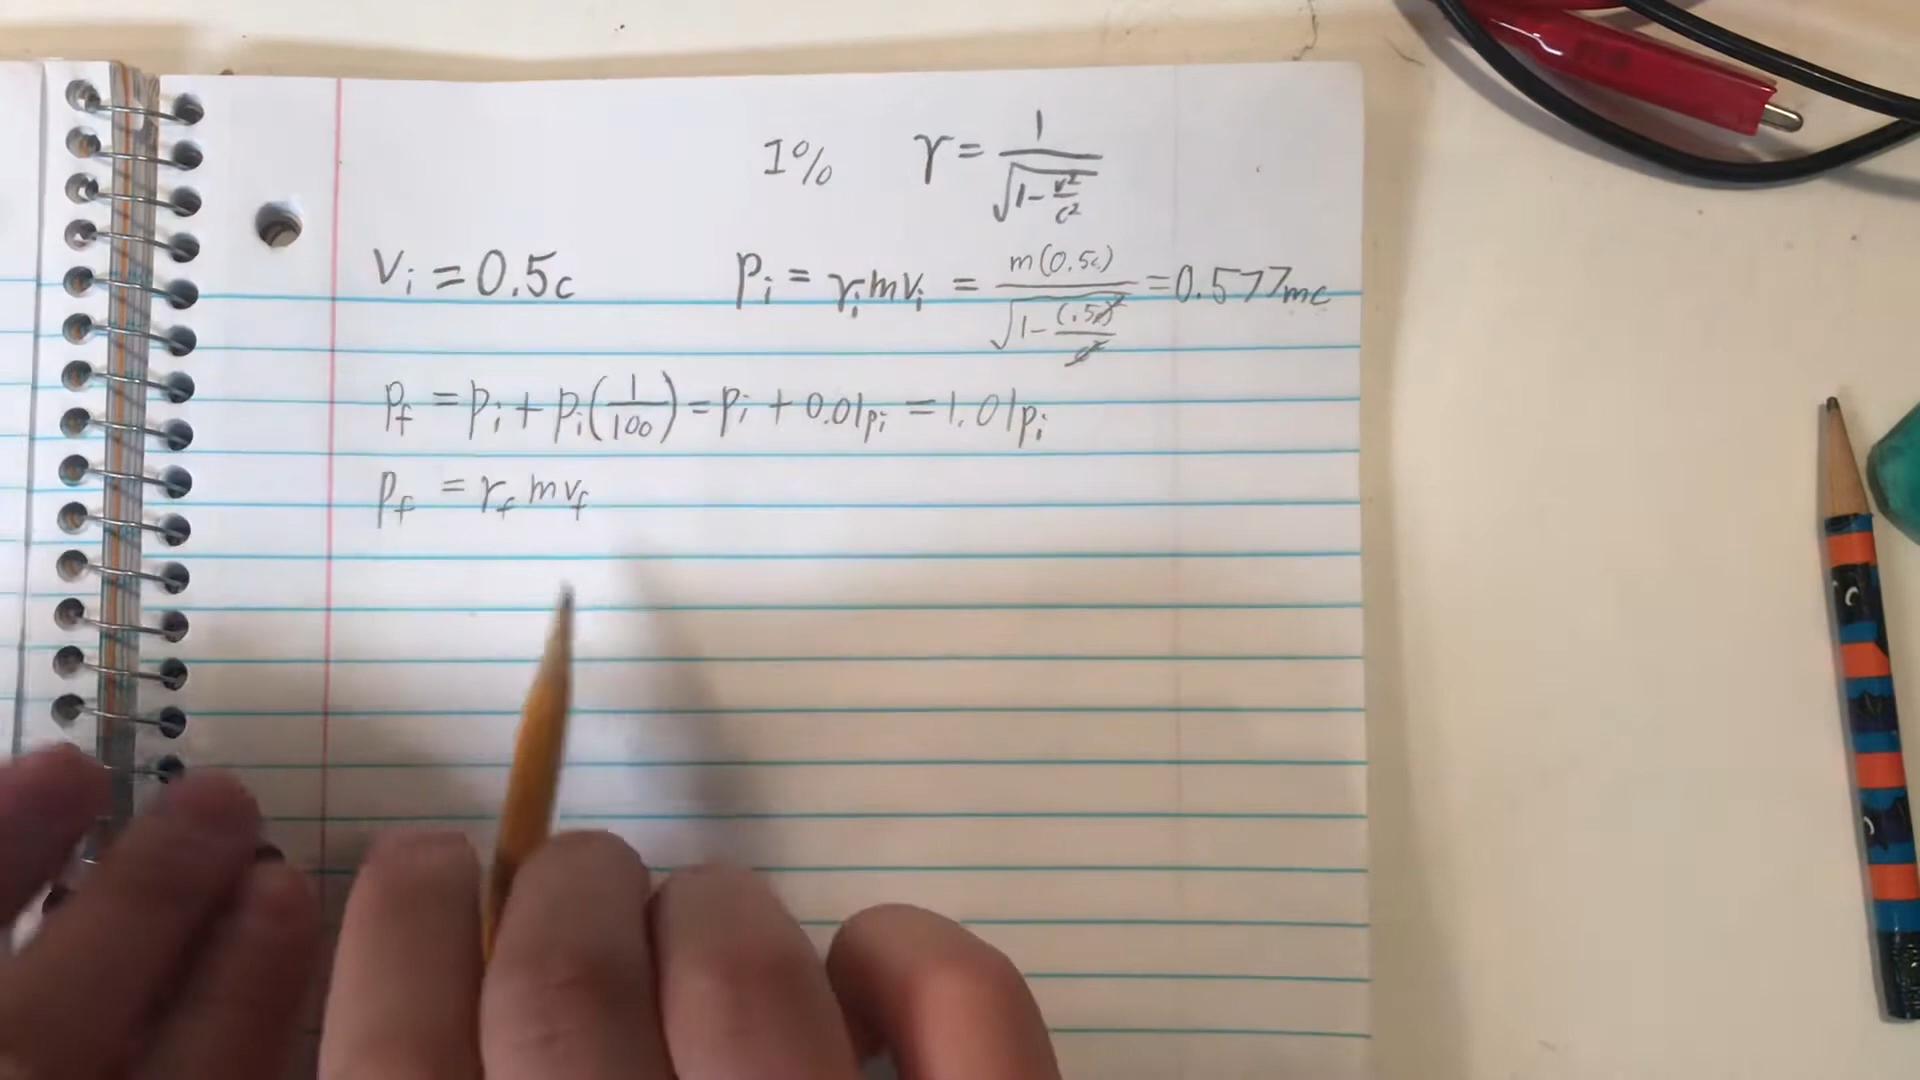 1% γ = 1/√(1 - v²/c²)
vᵢ = 0.5c pᵢ = γᵢmvᵢ = m(0.5c)/√(1 - (.5c)²/c²) = 0.577mc
p_f = pᵢ + pᵢ(1/100) = pᵢ + 0.01pᵢ = 1.01pᵢ
p_f = γ_f m v_f